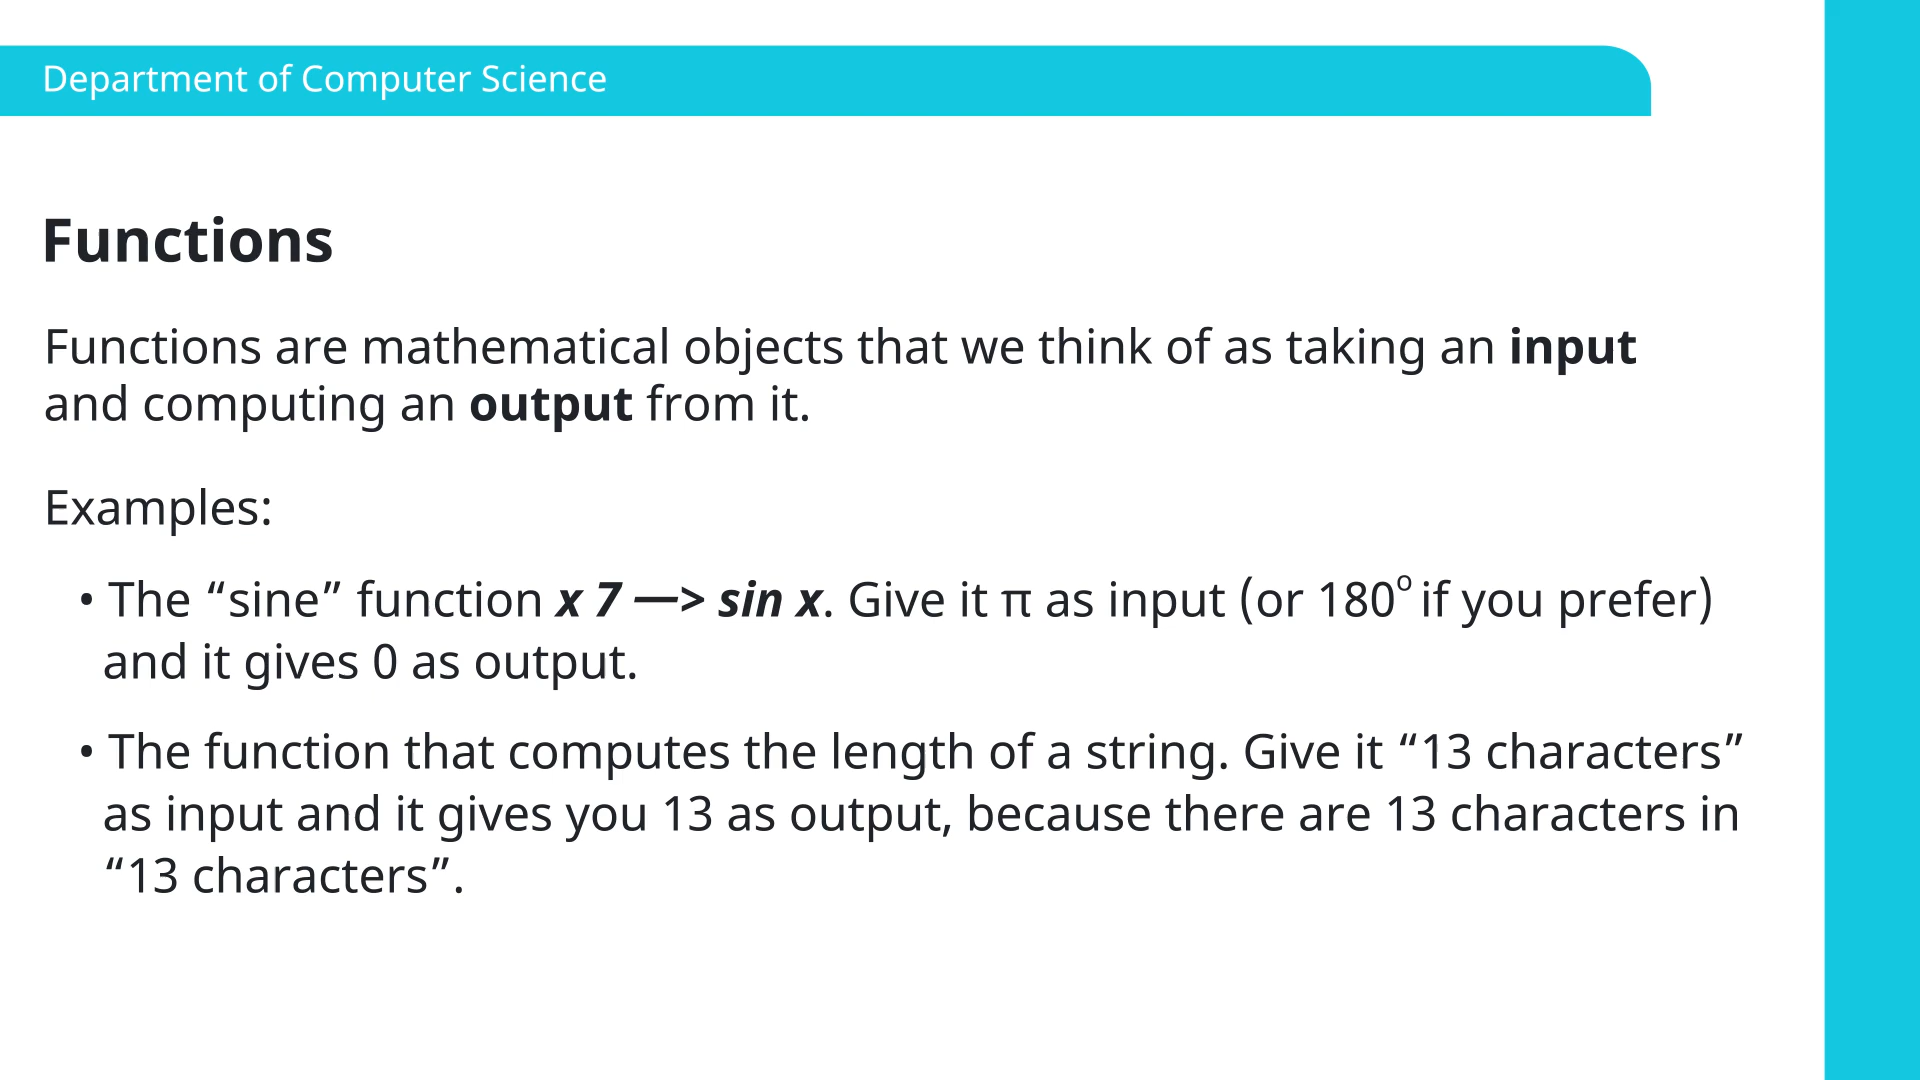 Department of Computer Science
Functions
Functions are mathematical objects that we think of as taking an input
and computing an output from it.
Examples:
• The “sine” function x 7 —> sin x. Give it π as input (or 180º if you prefer)
and it gives 0 as output.
• The function that computes the length of a string. Give it “13 characters”
as input and it gives you 13 as output, because there are 13 characters in
“13 characters”.